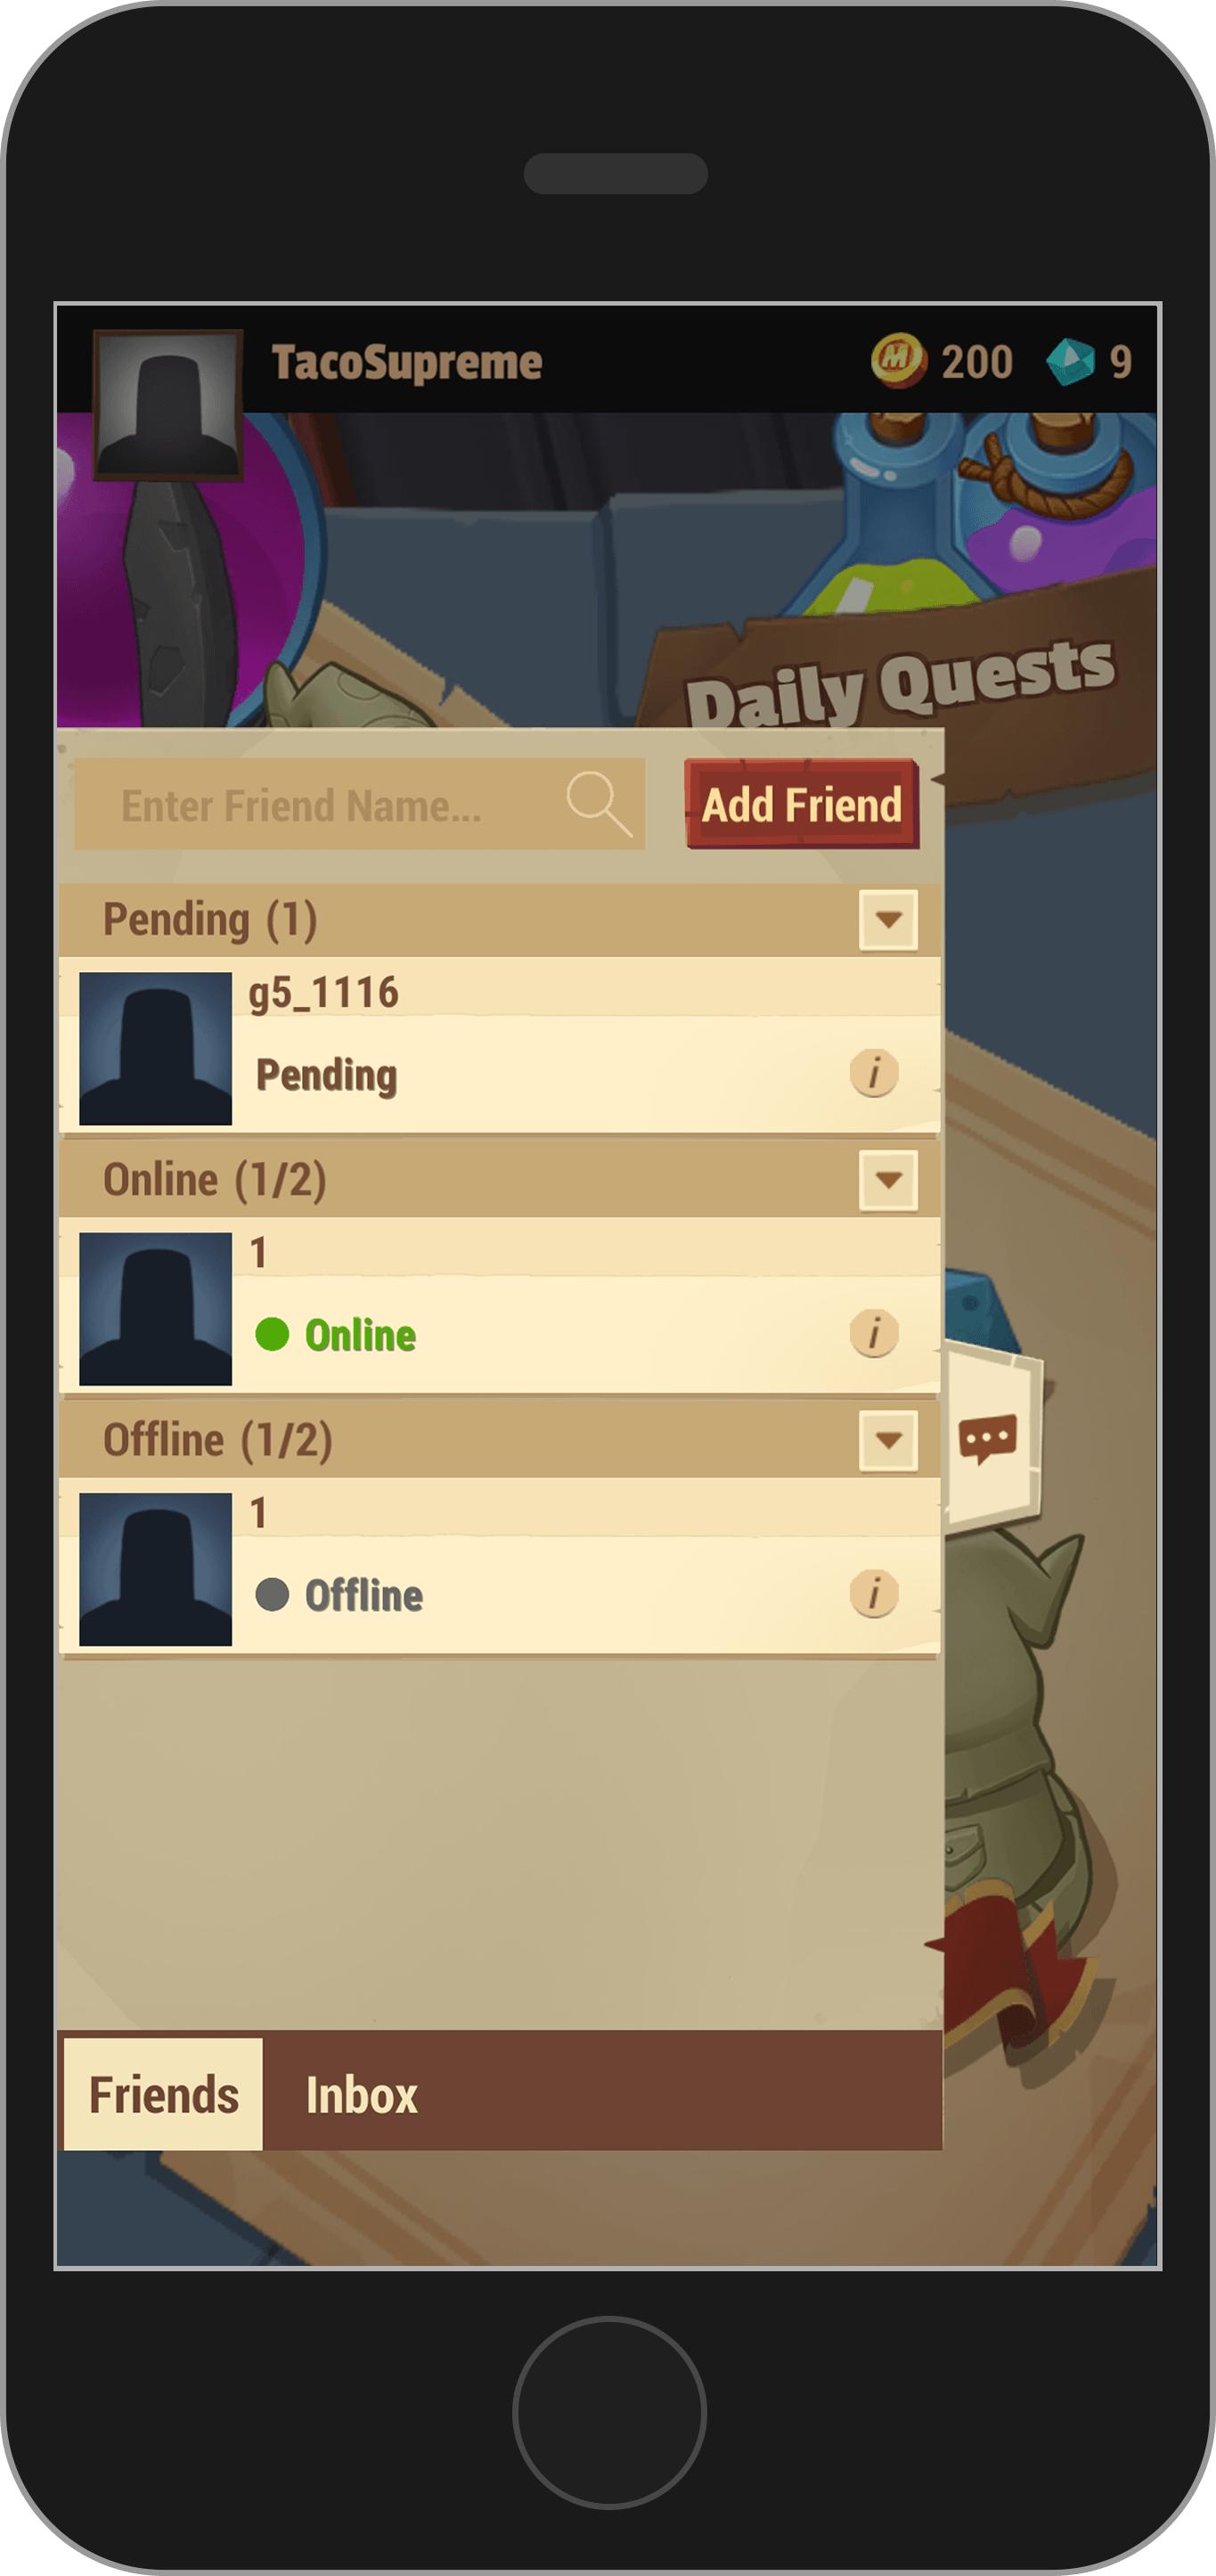 TacoSupreme
200
9
Daily Quests
Enter Friend Name...
Add Friend
Pending (1)
g5_1116
Pending
i
Online (1/2)
1
Online
i
Offline (1/2)
1
Offline
i
Friends
Inbox